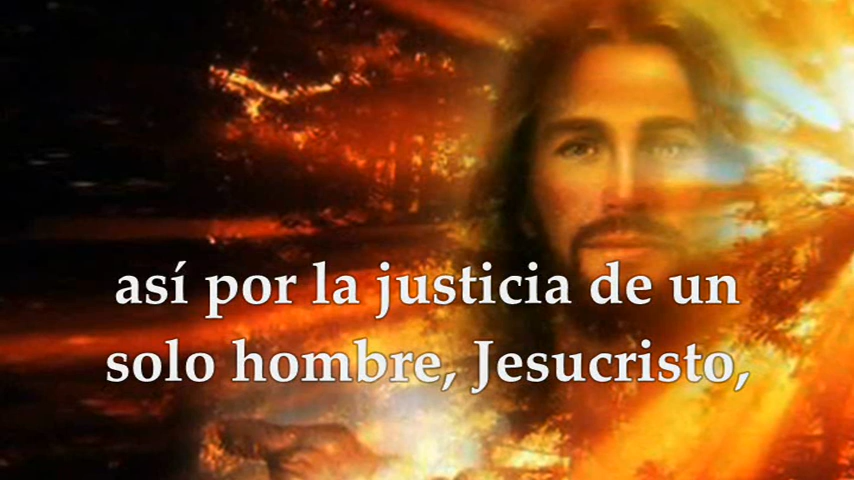 así por la justicia de un
solo hombre, Jesucristo,